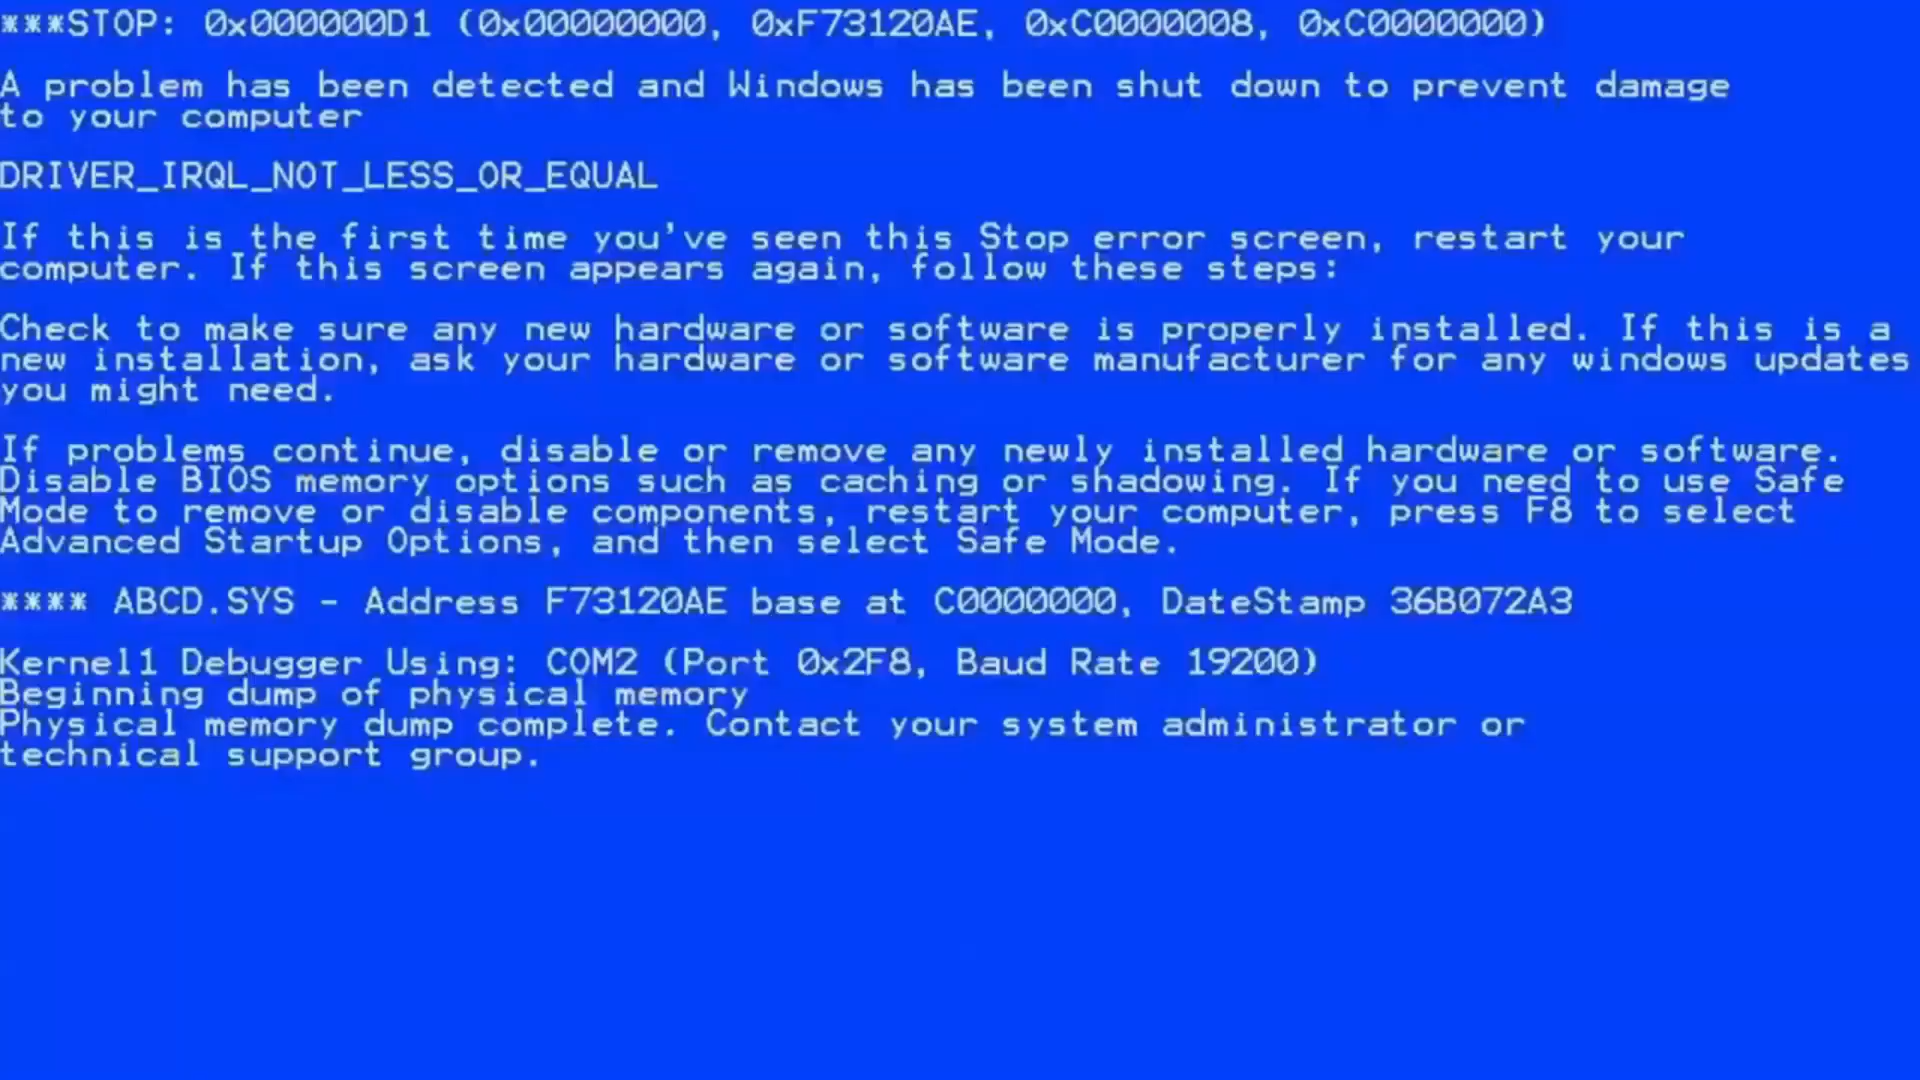 ***STOP: 0x000000D1 (0x00000000, 0xF73120AE, 0xC0000008, 0xC0000000)
A problem has been detected and Windows has been shut down to prevent damage
to your computer
DRIVER_IRQL_NOT_LESS_OR_EQUAL
If this is the first time you've seen this Stop error screen, restart your
computer. If this screen appears again, follow these steps:
Check to make sure any new hardware or software is properly installed. If this is a
new installation, ask your hardware or software manufacturer for any windows updates
you might need.
If problems continue, disable or remove any newly installed hardware or software.
Disable BIOS memory options such as caching or shadowing. If you need to use Safe
Mode to remove or disable components, restart your computer, press F8 to select
Advanced Startup Options, and then select Safe Mode.
**** ABCD.SYS - Address F73120AE base at C0000000, DateStamp 36B072A3
Kernel1 Debugger Using: COM2 (Port 0x2F8, Baud Rate 19200)
Beginning dump of physical memory
Physical memory dump complete. Contact your system administrator or
technical support group.